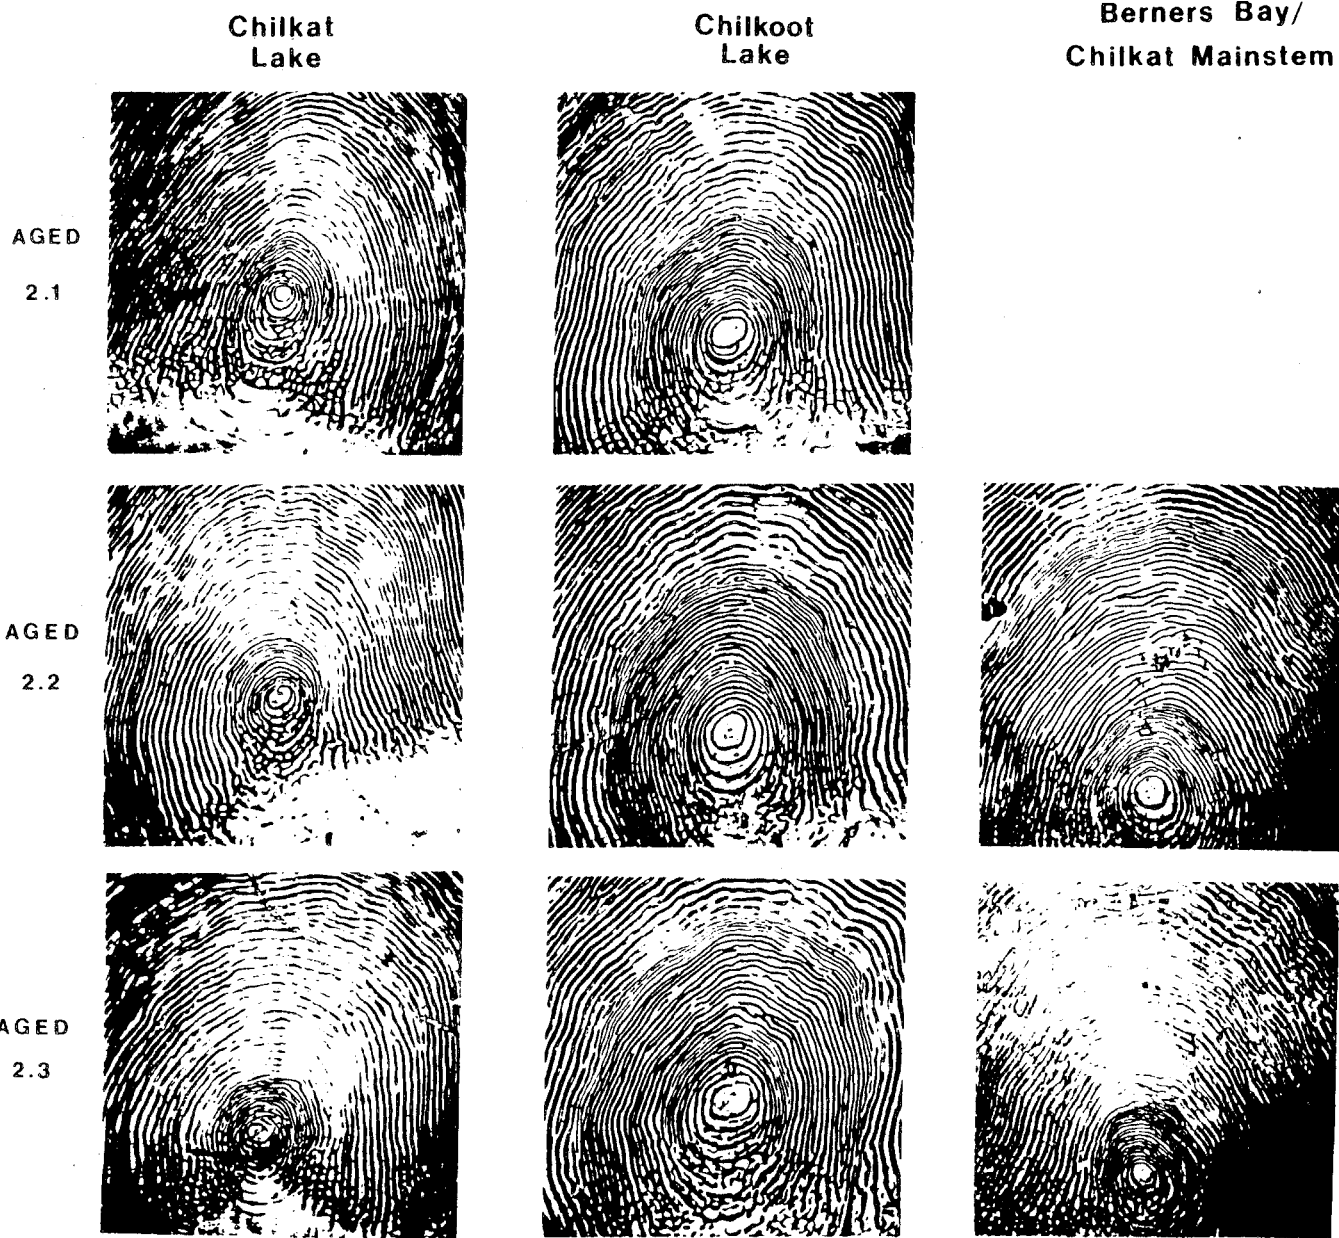 Chilkat
Lake
Chilkoot
Lake
Berners Bay/
Chilkat Mainstem
AGED
2.1
AGED
2.2
AGED
2.3